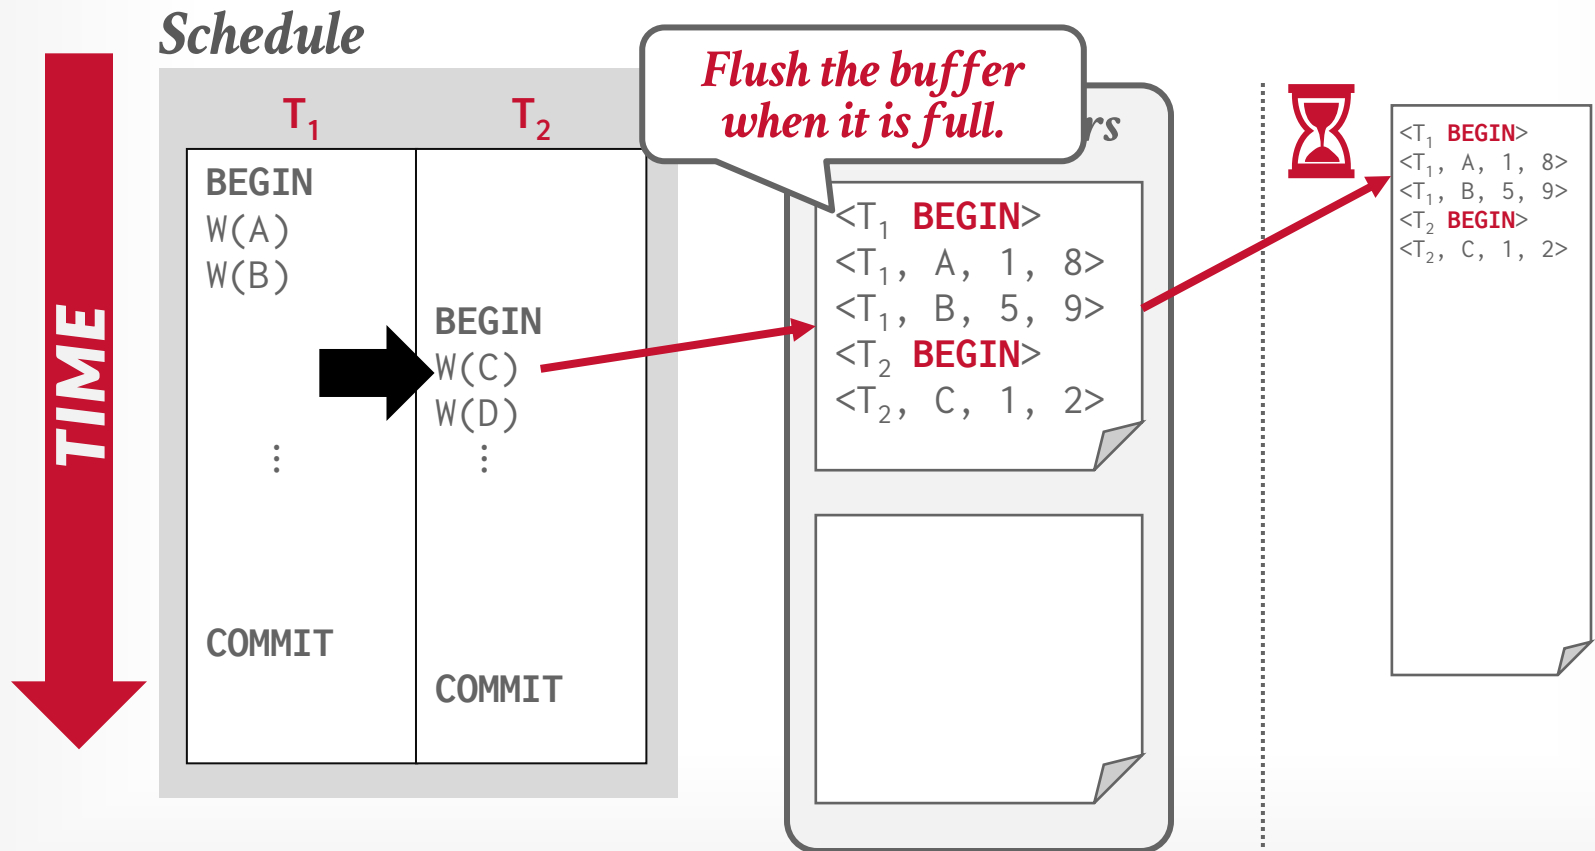 Schedule
TIME
T₁ T₂
BEGIN
W(A)
W(B)
⋮
COMMIT
BEGIN
W(C)
W(D)
⋮
COMMIT
Flush the buffer
when it is full.
<T₁ BEGIN>
<T₁, A, 1, 8>
<T₁, B, 5, 9>
<T₂ BEGIN>
<T₂, C, 1, 2>
<T₁ BEGIN>
<T₁, A, 1, 8>
<T₁, B, 5, 9>
<T₂ BEGIN>
<T₂, C, 1, 2>